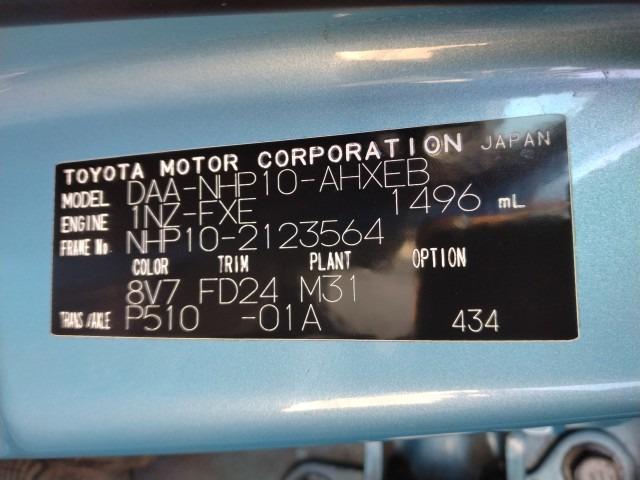 TOYOTA MOTOR CORPORATION JAPAN
MODEL DAA-NHP10-AHXEB
ENGINE 1NZ-FXE 1496 mL
FRAME No. NHP10-2123564
COLOR TRIM PLANT OPTION
8V7 FD24 M31
TRANS/AXLE P510 -01A 434